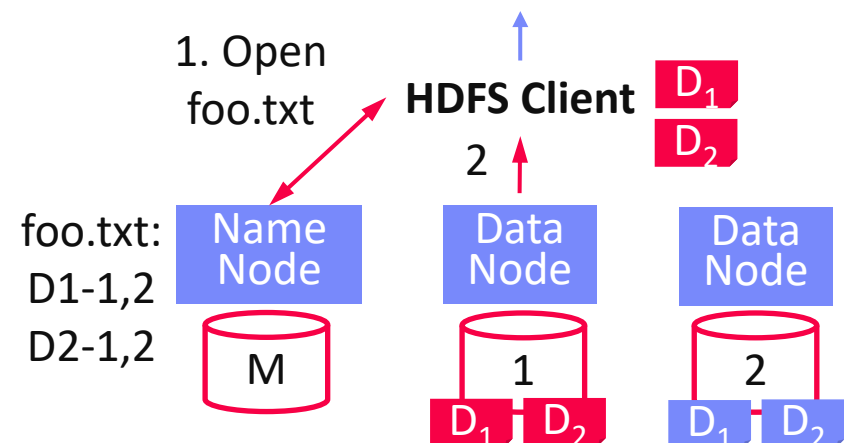 1. Open
foo.txt
HDFS Client
D₁
D₂
2
foo.txt:
D1-1,2
D2-1,2
Name
Node
Data
Node
Data
Node
M
1
2
D₁
D₂
D₁
D₂